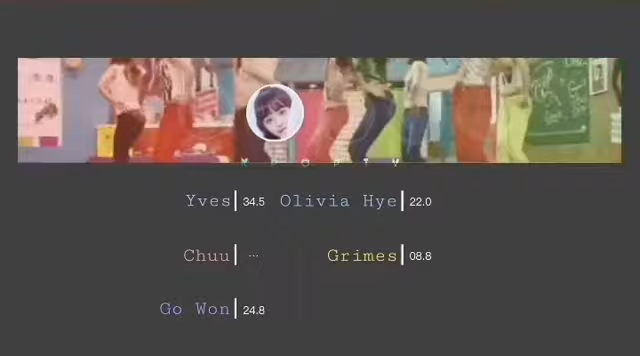 K P O P T V
Yves 34.5 Olivia Hye 22.0
Chuu ... Grimes 08.8
Go Won 24.8